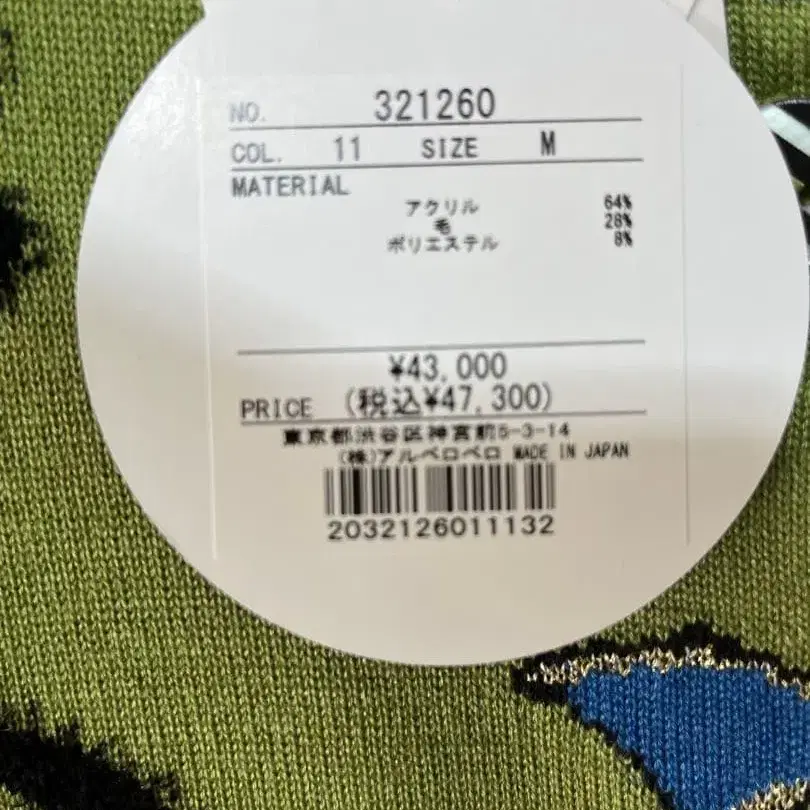 NO. 321260
COL. 11 SIZE M
MATERIAL
アクリル 64%
毛 28%
ポリエステル 8%
¥43,000
PRICE (税込¥47,300)
東京都渋谷区神宮前5-3-14
(株)アルベロベロ MADE IN JAPAN
2032126011132